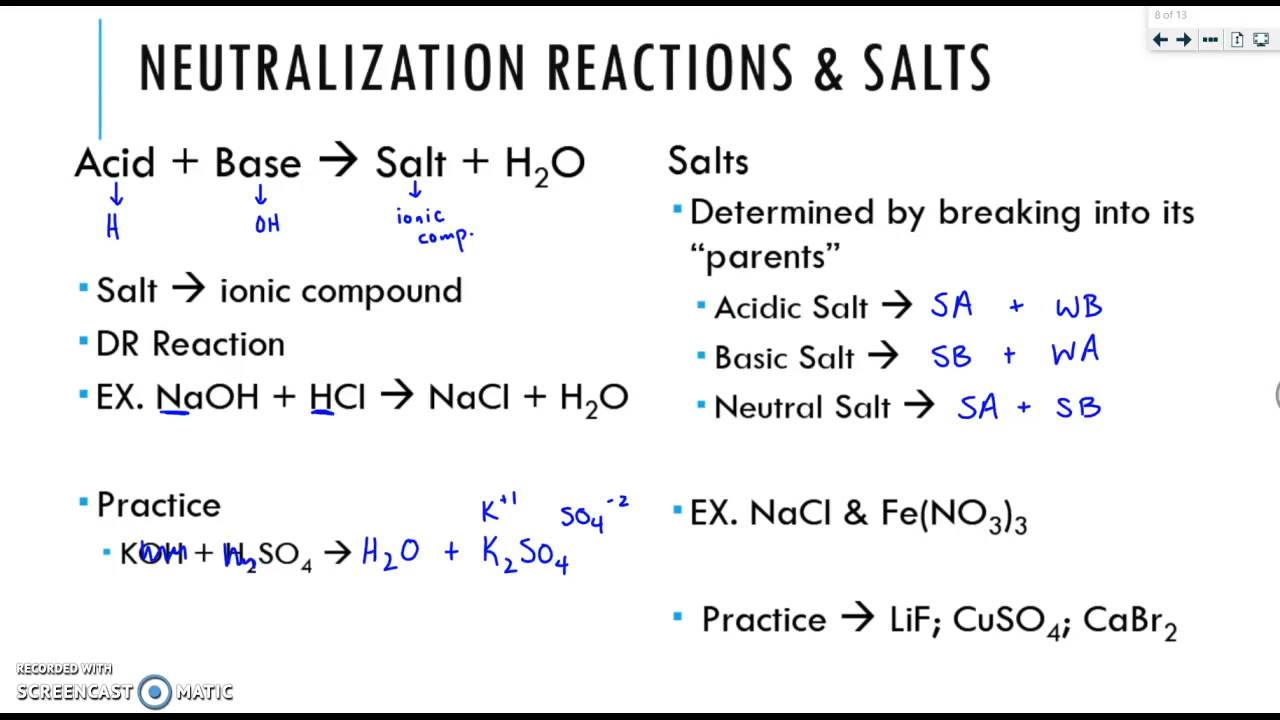 8 of 13
NEUTRALIZATION REACTIONS & SALTS
Acid + Base → Salt + H₂O
↓ ↓ ↓
H OH ionic
comp.
▪ Salt → ionic compound
▪ DR Reaction
▪ EX. NaOH + HCl → NaCl + H₂O
▪ Practice
K⁺¹ SO₄⁻²
▪ KOH + H₂SO₄ → H₂O + K₂SO₄
Salts
▪ Determined by breaking into its
“parents”
▪ Acidic Salt → SA + WB
▪ Basic Salt → SB + WA
▪ Neutral Salt → SA + SB
▪ EX. NaCl & Fe(NO₃)₃
▪ Practice → LiF; CuSO₄; CaBr₂
RECORDED WITH
SCREENCAST MATIC